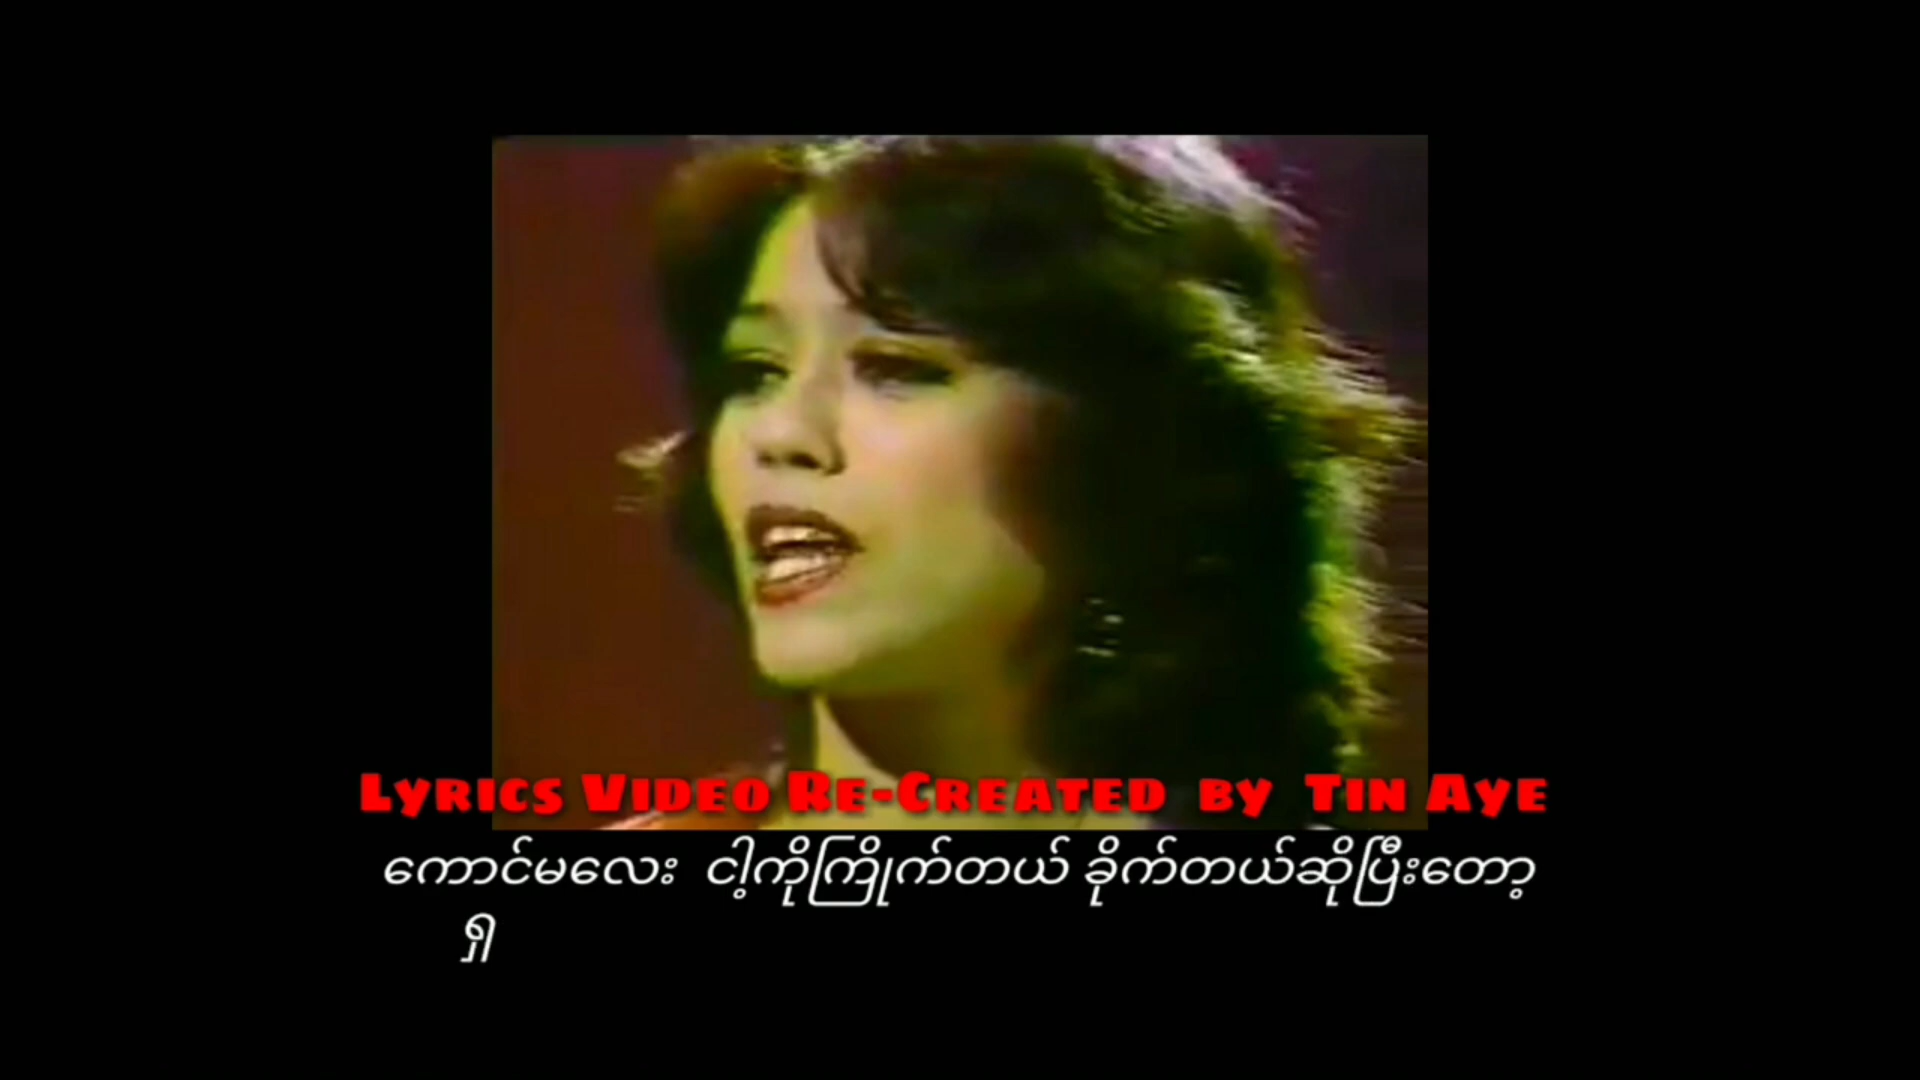 Lyrics Video Re-Created by Tin Aye
ကောင်မလေး ငါ့ကိုကြိုက်တယ် ခိုက်တယ်ဆိုပြီးတော့
ရှိ